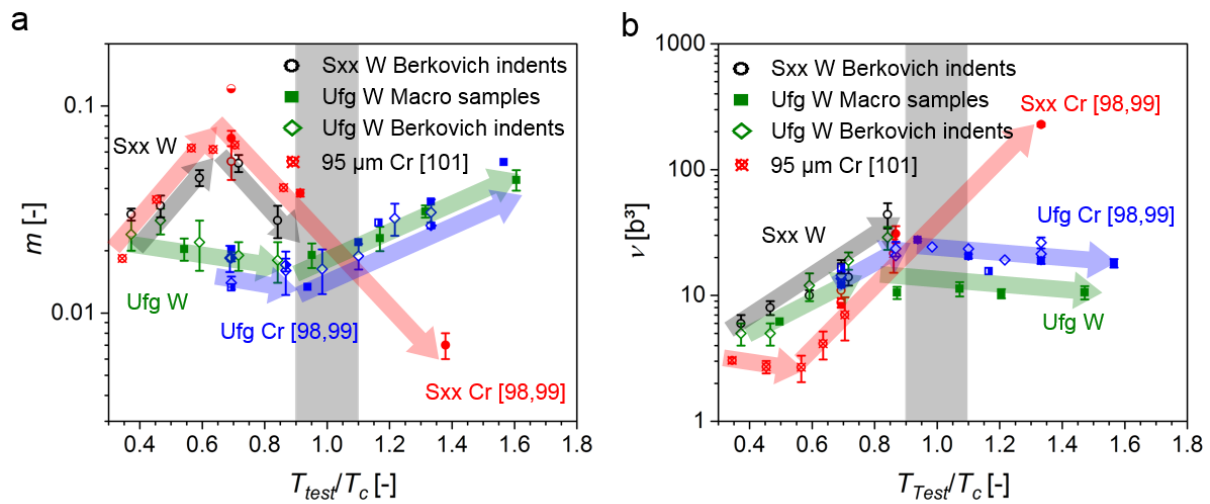 a
0.1
0.01
m [-]
Sxx W Berkovich indents
Ufg W Macro samples
Ufg W Berkovich indents
95 µm Cr [101]
Sxx W
Ufg W
Ufg Cr [98,99]
Sxx Cr [98,99]
0.4 0.6 0.8 1.0 1.2 1.4 1.6 1.8
Ttest/Tc [-]
b
1000
100
10
1
ν [b³]
Sxx W Berkovich indents
Ufg W Macro samples
Ufg W Berkovich indents
95 µm Cr [101]
Sxx Cr [98,99]
Sxx W
Ufg Cr [98,99]
Ufg W
0.4 0.6 0.8 1.0 1.2 1.4 1.6 1.8
TTest/Tc [-]